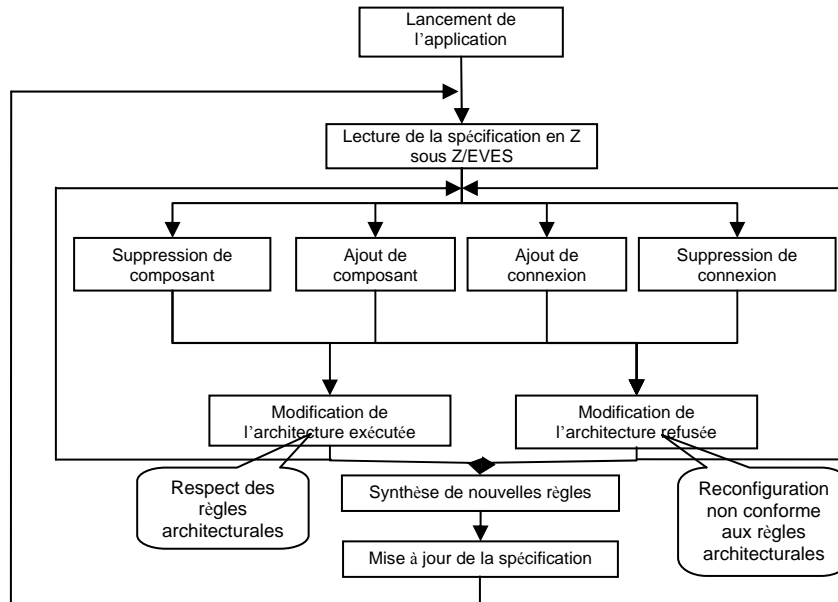 Lancement de
l'application
Lecture de la spécification en Z
sous Z/EVES
Suppression de
composant
Ajout de
composant
Ajout de
connexion
Suppression de
connexion
Modification de
l'architecture exécutée
Modification de
l'architecture refusée
Respect des
règles
architecturales
Synthèse de nouvelles règles
Reconfiguration
non conforme
aux règles
architecturales
Mise à jour de la spécification